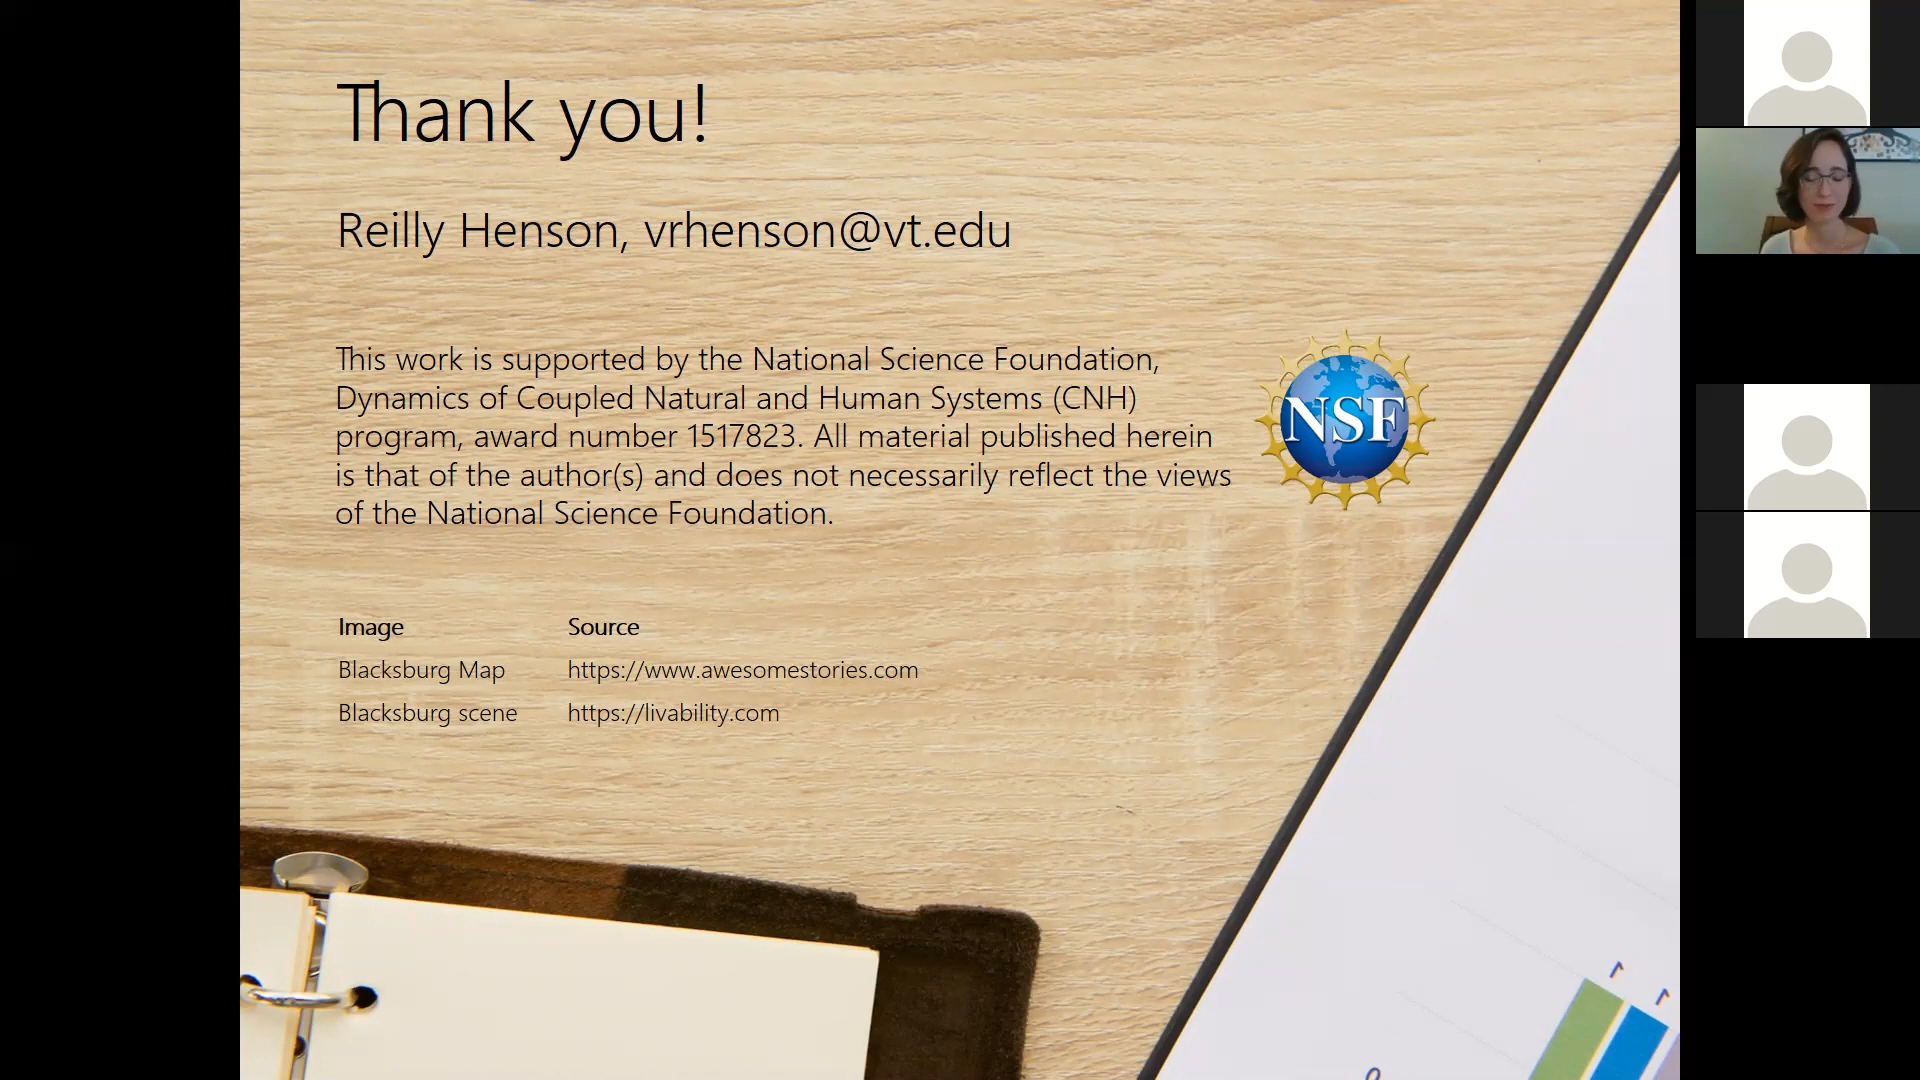 Thank you!
Reilly Henson, vrhenson@vt.edu
This work is supported by the National Science Foundation,
Dynamics of Coupled Natural and Human Systems (CNH)
program, award number 1517823. All material published herein
is that of the author(s) and does not necessarily reflect the views
of the National Science Foundation.
NSF
Image Source
Blacksburg Map https://www.awesomestories.com
Blacksburg scene https://livability.com
1
1
0